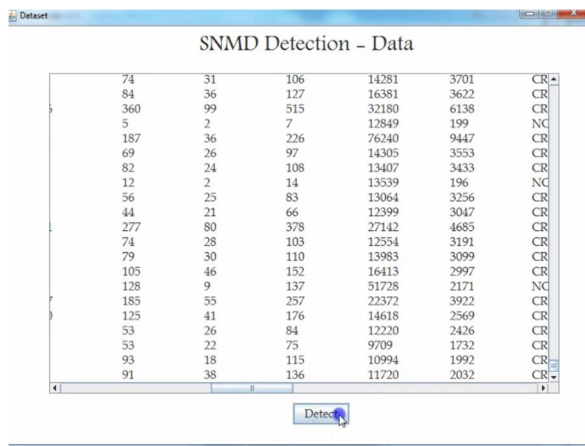 Dataset
SNMD Detection - Data
74 31 106 14281 3701 CR
84 36 127 16381 3622 CR
360 99 515 32180 6138 CR
5 2 7 12849 199 NC
187 36 226 76240 9447 CR
69 26 97 14305 3553 CR
82 24 108 13407 3433 CR
12 2 14 13539 196 NC
56 25 83 13064 3256 CR
44 21 66 12399 3047 CR
277 80 378 27142 4685 CR
74 28 103 12554 3191 CR
79 30 110 13983 3099 CR
105 46 152 16413 2997 CR
128 9 137 51728 2171 NC
185 55 257 22372 3922 CR
125 41 176 14618 2569 CR
53 26 84 12220 2426 CR
53 22 75 9709 1732 CR
93 18 115 10994 1992 CR
91 38 136 11720 2032 CR
Detect